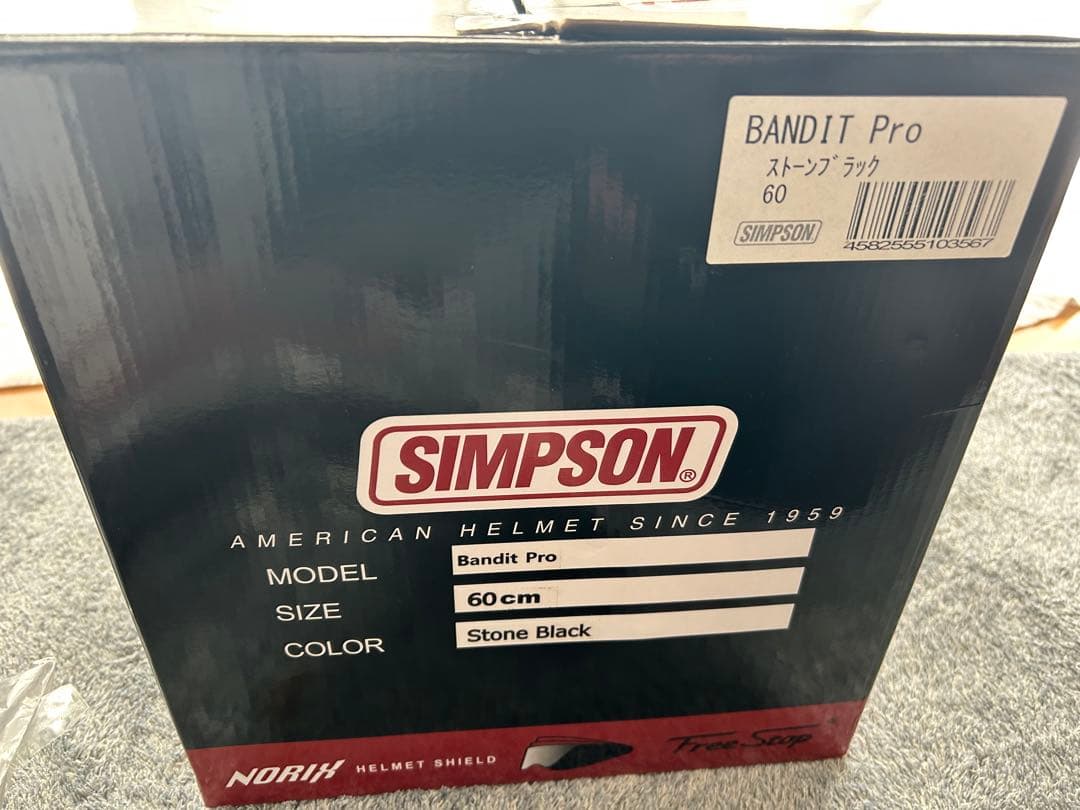 BANDIT Pro
ストーンブラック
60
SIMPSON
4582555103567
SIMPSON®
AMERICAN HELMET SINCE 1959
MODEL Bandit Pro
SIZE 60cm
COLOR Stone Black
NORIX HELMET SHIELD Free Stop